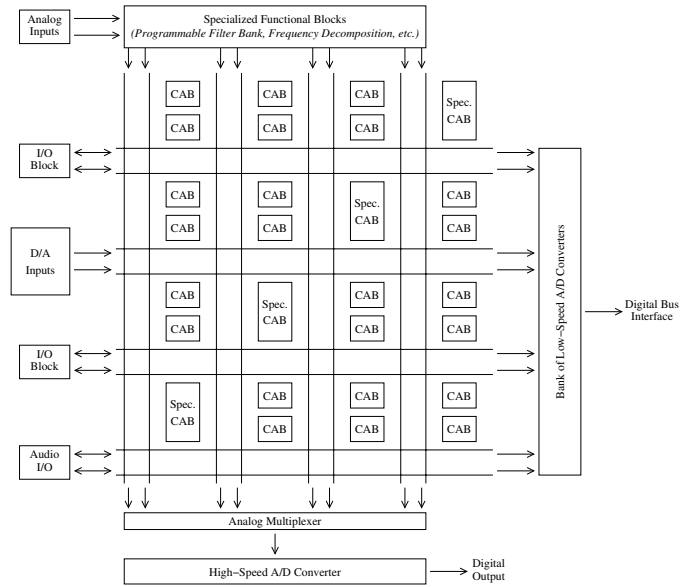 Analog
Inputs
Specialized Functional Blocks
(Programmable Filter Bank, Frequency Decomposition, etc.)
CAB
CAB
CAB
Spec.
CAB
CAB
CAB
CAB
I/O
Block
CAB
CAB
Spec.
CAB
CAB
CAB
CAB
CAB
D/A
Inputs
CAB
Spec.
CAB
CAB
CAB
CAB
CAB
CAB
Bank of Low−Speed A/D Converters
Digital Bus
Interface
I/O
Block
Spec.
CAB
CAB
CAB
CAB
CAB
CAB
CAB
Audio
I/O
Analog Multiplexer
High−Speed A/D Converter
Digital
Output